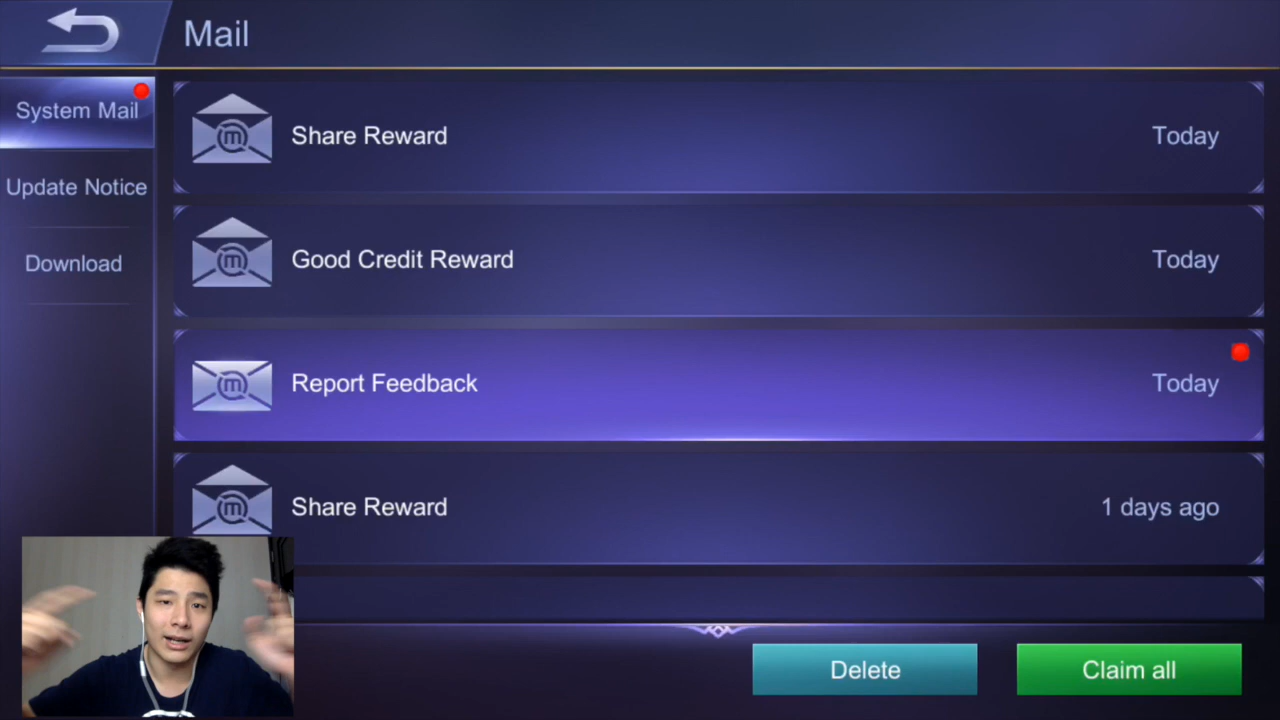 Mail
System Mail
Update Notice
Download
Share Reward Today
Good Credit Reward Today
Report Feedback Today
Share Reward 1 days ago
Delete
Claim all